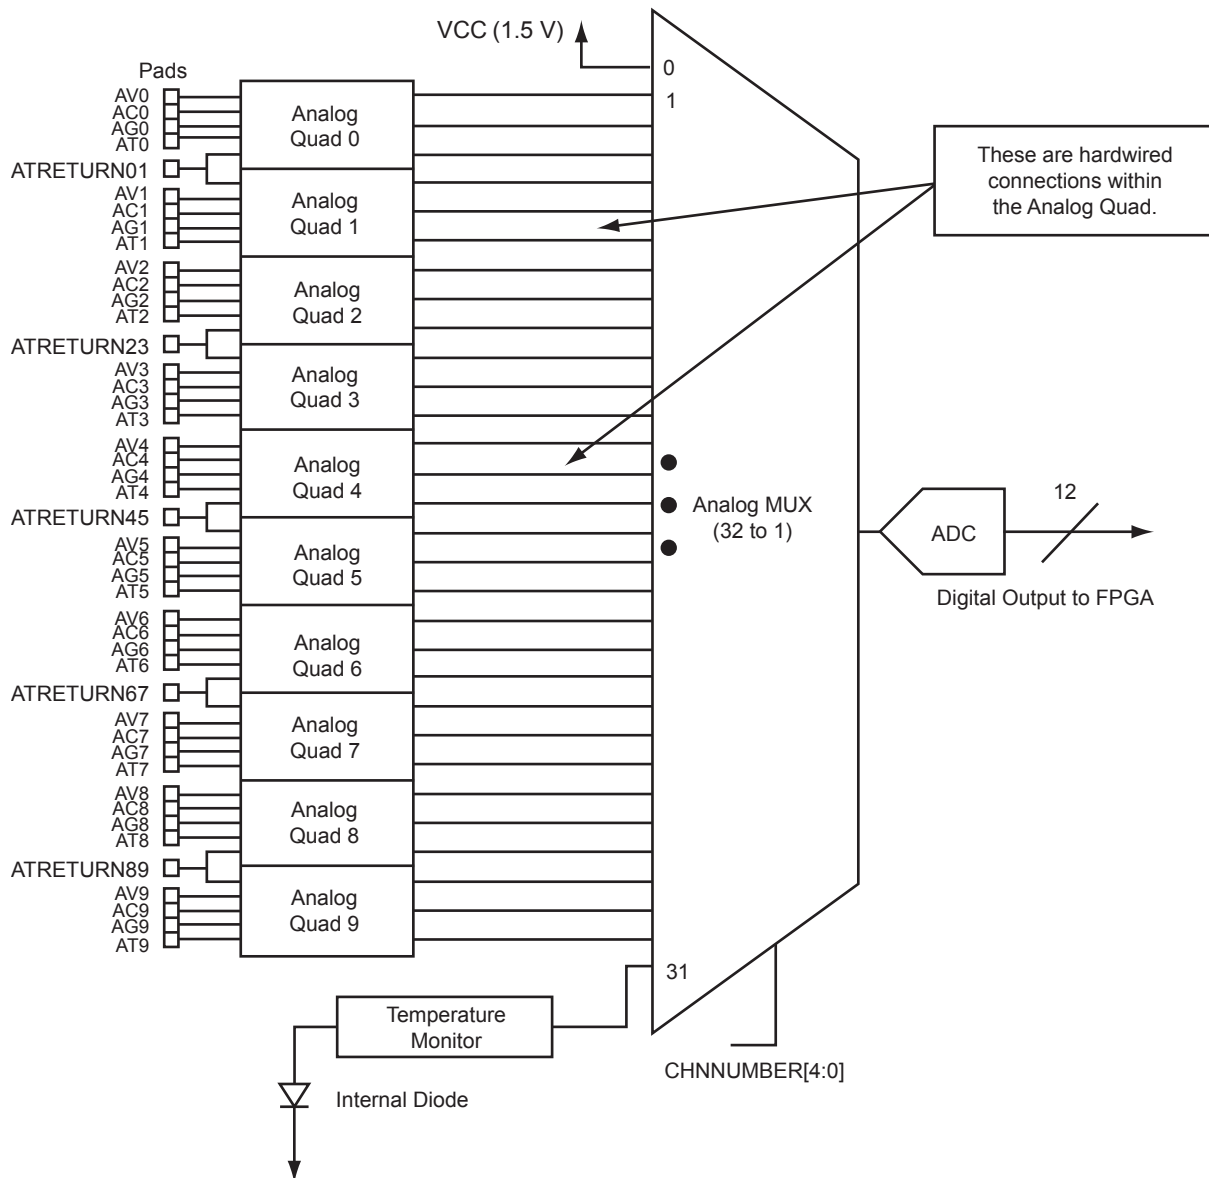 VCC (1.5 V)
Pads
0
1
AV0
AC0
AG0
AT0
Analog
Quad 0
ATRETURN01
AV1
AC1
AG1
AT1
Analog
Quad 1
These are hardwired
connections within
the Analog Quad.
AV2
AC2
AG2
AT2
Analog
Quad 2
ATRETURN23
AV3
AC3
AG3
AT3
Analog
Quad 3
AV4
AC4
AG4
AT4
Analog
Quad 4
ATRETURN45
AV5
AC5
AG5
AT5
Analog
Quad 5
Analog MUX
(32 to 1)
ADC
12
Digital Output to FPGA
AV6
AC6
AG6
AT6
Analog
Quad 6
ATRETURN67
AV7
AC7
AG7
AT7
Analog
Quad 7
AV8
AC8
AG8
AT8
Analog
Quad 8
ATRETURN89
AV9
AC9
AG9
AT9
Analog
Quad 9
31
Temperature
Monitor
CHNNUMBER[4:0]
Internal Diode